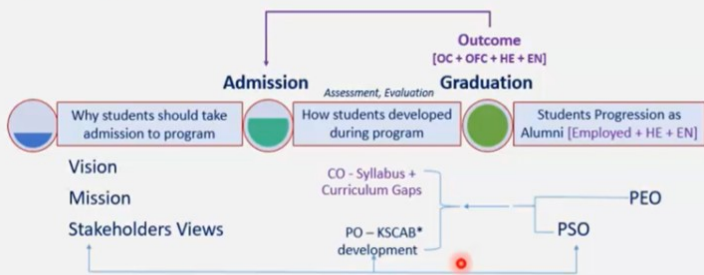 Outcome
[OC + OFC + HE + EN]
Admission
Assessment, Evaluation
Graduation
Why students should take
admission to program
How students developed
during program
Students Progression as
Alumni [Employed + HE + EN]
Vision
Mission
Stakeholders Views
CO - Syllabus +
Curriculum Gaps
PO – KSCAB*
development
PEO
PSO